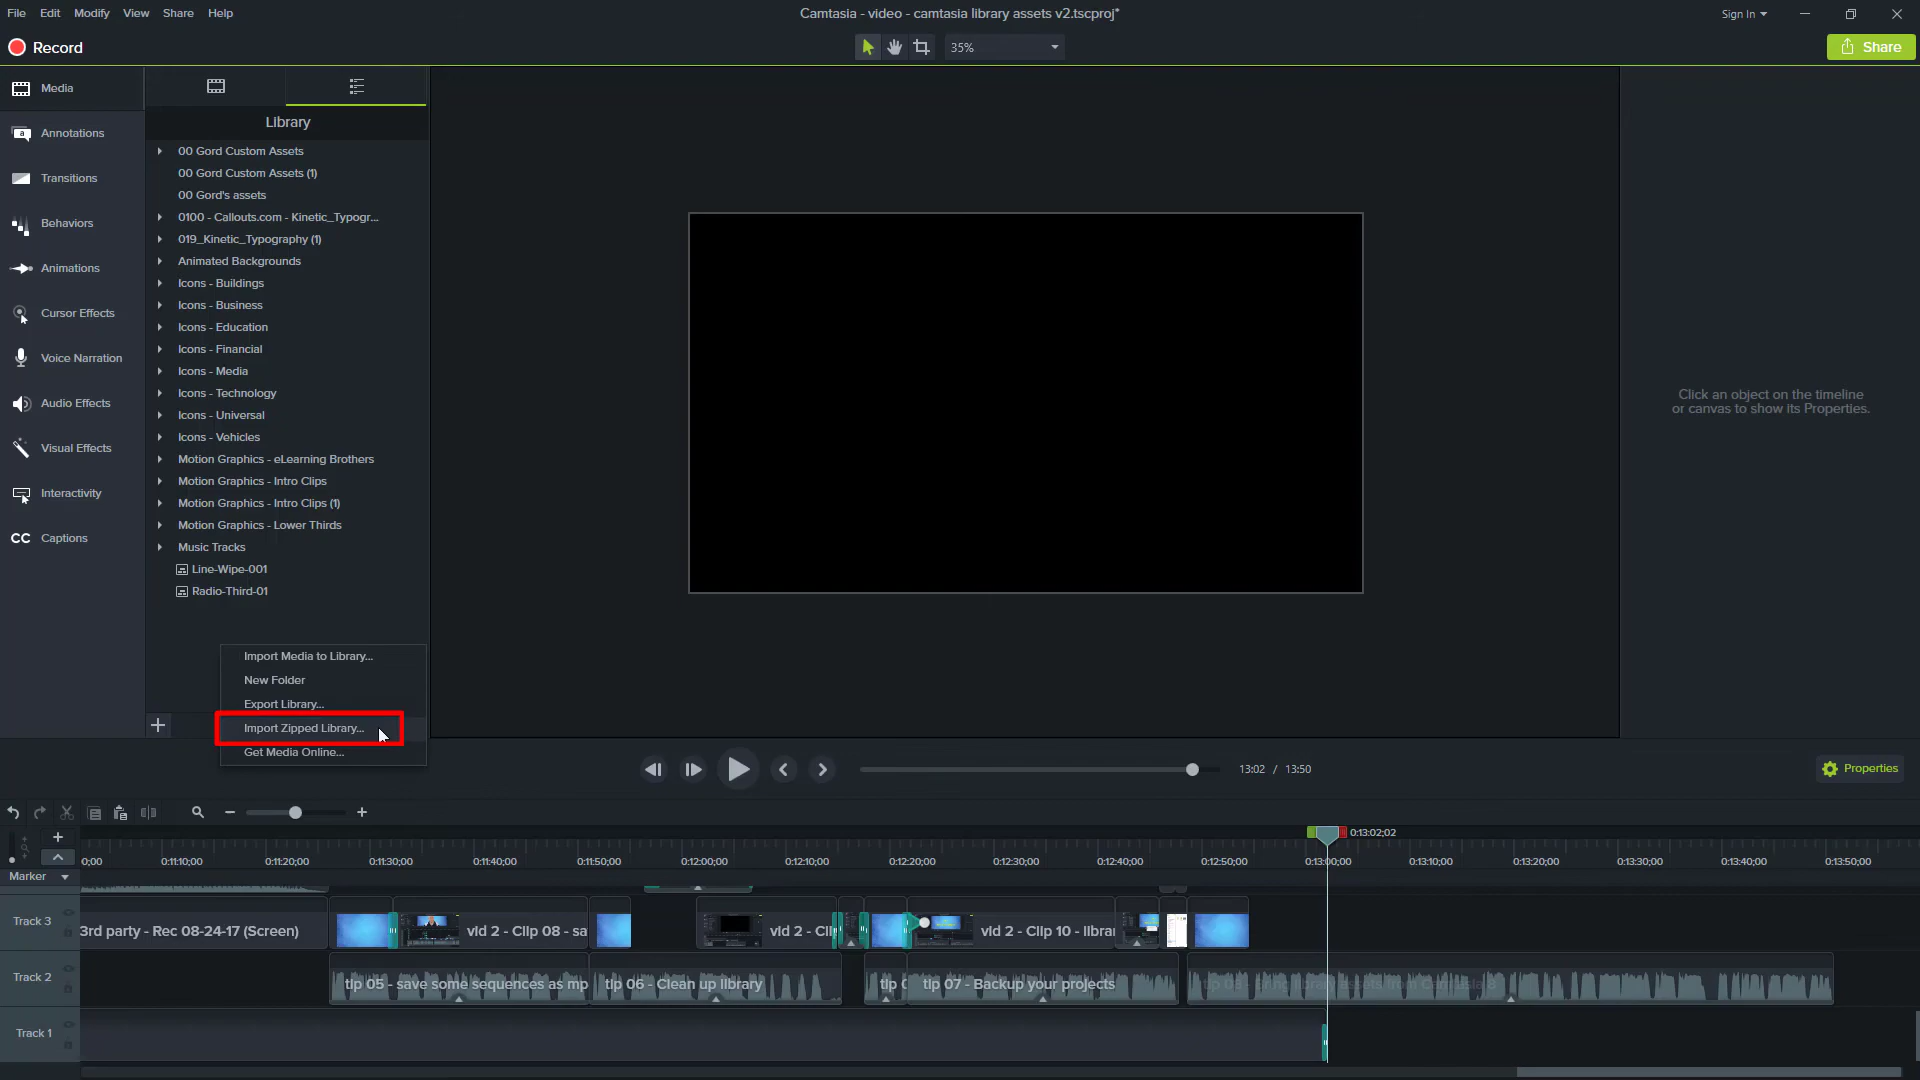 File Edit Modify View Share Help
Camtasia - video - camtasia library assets v2.tscproj*
Sign In
Record
35%
Share
Media
Annotations
Transitions
Behaviors
Animations
Cursor Effects
Voice Narration
Audio Effects
Visual Effects
Interactivity
CC Captions
Library
00 Gord Custom Assets
00 Gord Custom Assets (1)
00 Gord's assets
0100 - Callouts.com - Kinetic_Typogr...
019_Kinetic_Typography (1)
Animated Backgrounds
Icons - Buildings
Icons - Business
Icons - Education
Icons - Financial
Icons - Media
Icons - Technology
Icons - Universal
Icons - Vehicles
Motion Graphics - eLearning Brothers
Motion Graphics - Intro Clips
Motion Graphics - Intro Clips (1)
Motion Graphics - Lower Thirds
Music Tracks
Line-Wipe-001
Radio-Third-01
Import Media to Library...
New Folder
Export Library...
Import Zipped Library...
Get Media Online...
Click an object on the timeline
or canvas to show its Properties.
13:02 / 13:50
Properties
0:13:02;02
0;00 0:11:10;00 0:11:20;00 0:11:30;00 0:11:40;00 0:11:50;00 0:12:00;00 0:12:10;00 0:12:20;00 0:12:30;00 0:12:40;00 0:12:50;00 0:13:00;00 0:13:10;00 0:13:20;00 0:13:30;00 0:13:40;00 0:13:50;00
Marker
Track 3
3rd party - Rec 08-24-17 (Screen)
vid 2 - Clip 08 - sa
vid 2 - Cli
vid 2 - Clip 10 - librar
Track 2
tip 05 - save some sequences as mp
tip 06 - Clean up library
tip 0
tip 07 - Backup your projects
Track 1